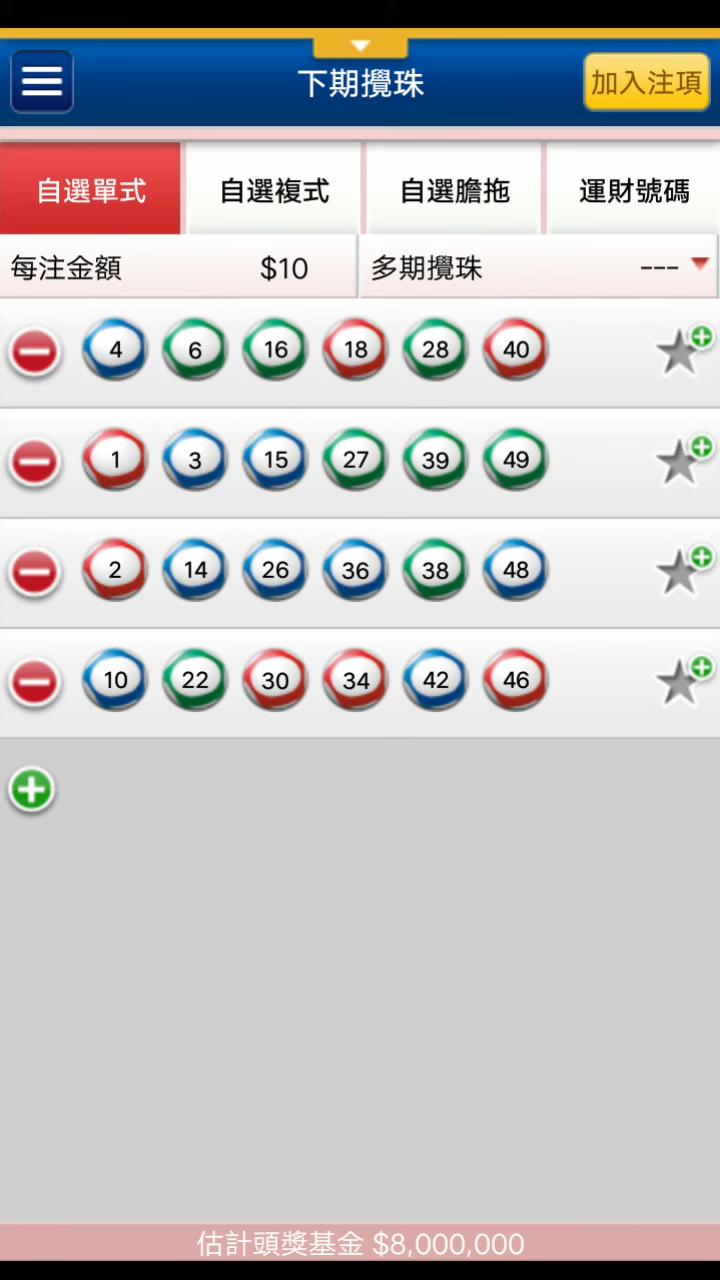 下期攪珠
加入注項
自選單式 自選複式 自選膽拖 運財號碼
每注金額 $10 多期攪珠 ---
4 6 16 18 28 40
1 3 15 27 39 49
2 14 26 36 38 48
10 22 30 34 42 46
估計頭獎基金 $8,000,000